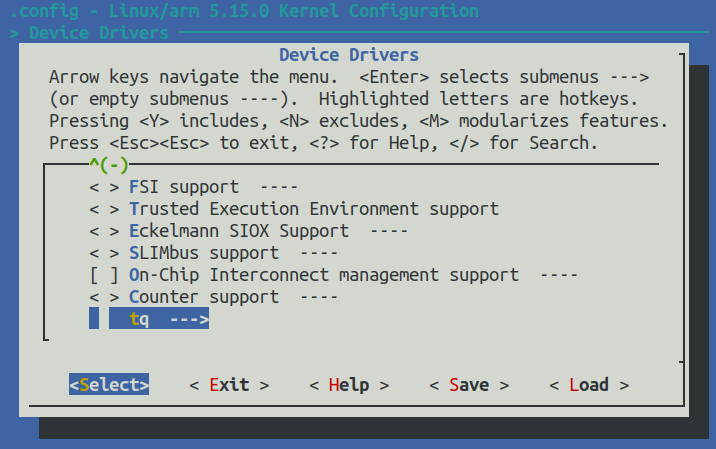 .config - Linux/arm 5.15.0 Kernel Configuration
> Device Drivers
Device Drivers
Arrow keys navigate the menu.  <Enter> selects submenus --->
(or empty submenus ----).  Highlighted letters are hotkeys.
Pressing <Y> includes, <N> excludes, <M> modularizes features.
Press <Esc><Esc> to exit, <?> for Help, </> for Search.
^(-)
< > FSI support  ----
< > Trusted Execution Environment support
< > Eckelmann SIOX Support  ----
< > SLIMbus support  ----
[ ] On-Chip Interconnect management support  ----
< > Counter support  ----
tq  --->
<Select>    < Exit >    < Help >    < Save >    < Load >